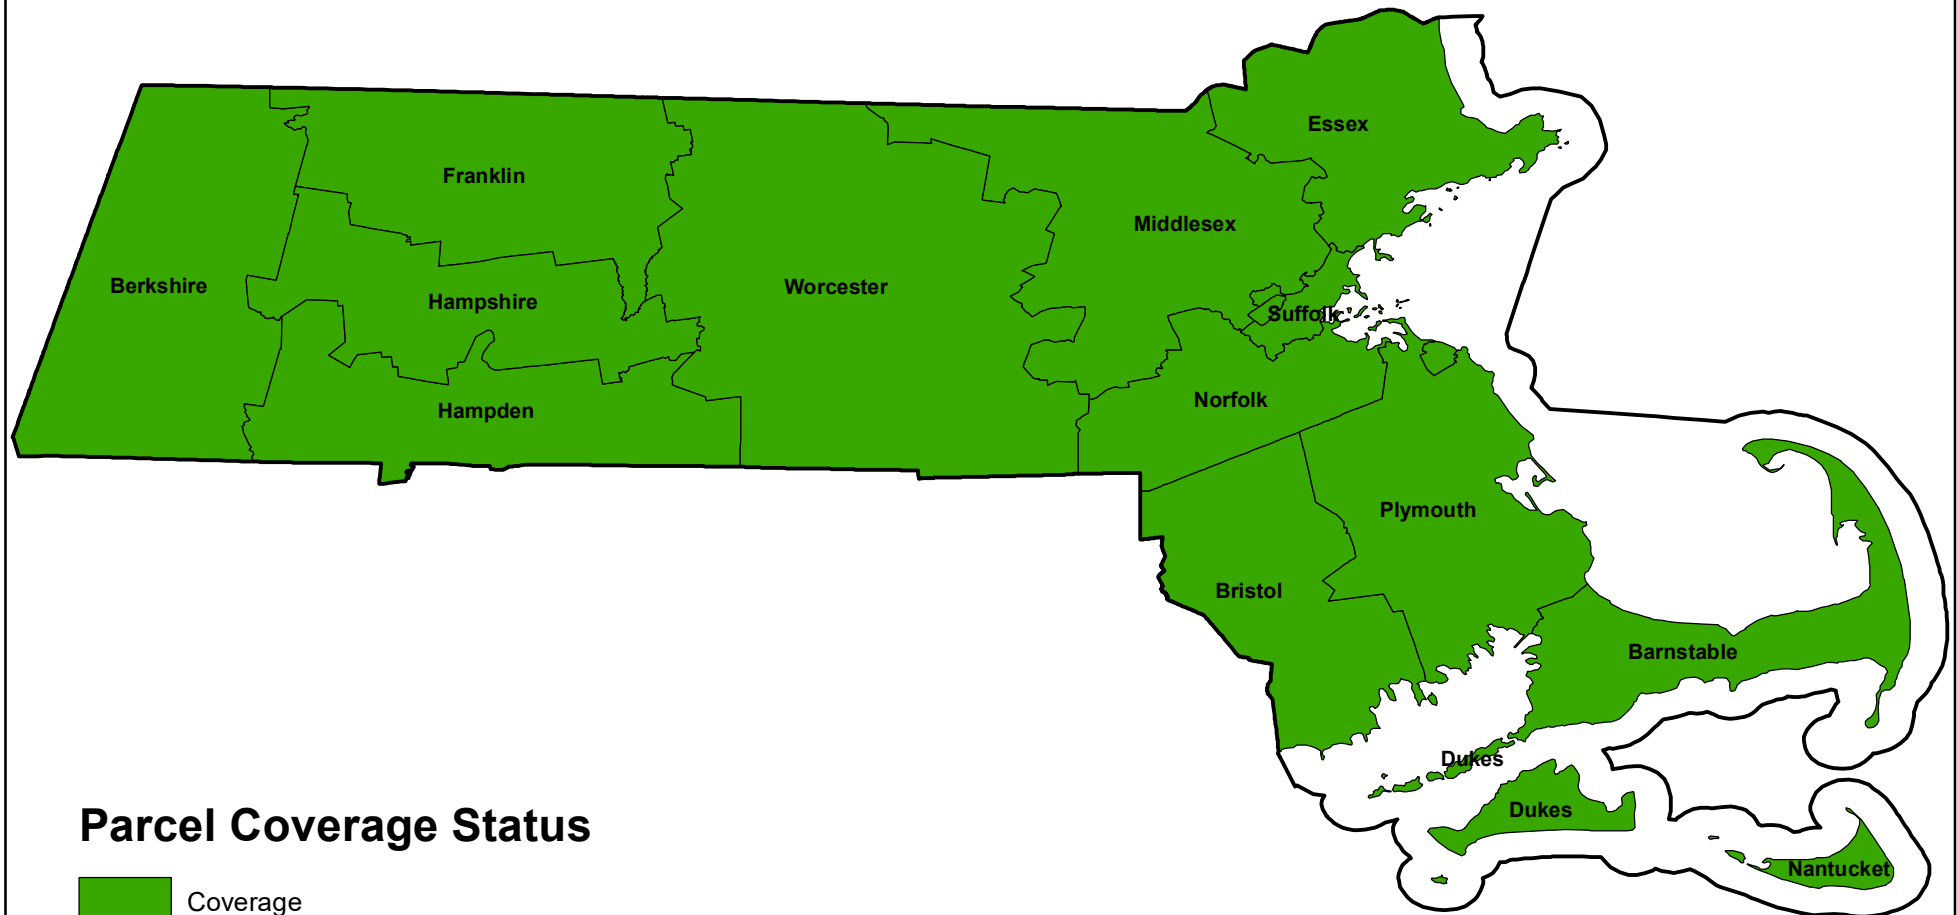 Essex
Franklin
Middlesex
Berkshire
Hampshire
Worcester
Suffolk
Norfolk
Hampden
Plymouth
Bristol
Barnstable
Dukes
Dukes
Nantucket
Parcel Coverage Status
Coverage